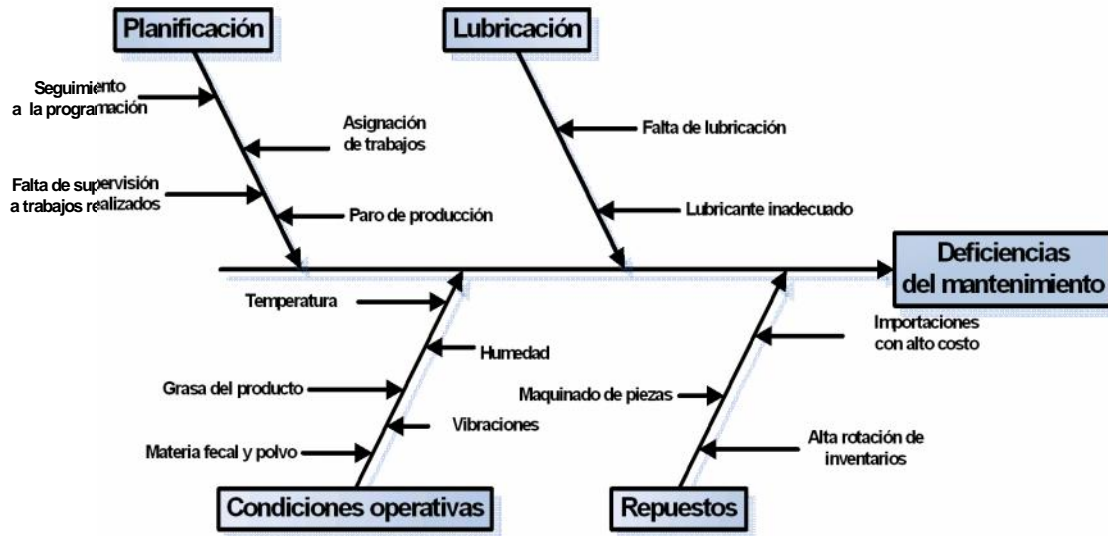 Planificación
Lubricación
Seguimiento
a la programación
Asignación
de trabajos
Falta de supervisión
a trabajos realizados
Paro de producción
Falta de lubricación
Lubricante inadecuado
Deficiencias
del mantenimiento
Temperatura
Humedad
Grasa del producto
Vibraciones
Materia fecal y polvo
Condiciones operativas
Importaciones
con alto costo
Maquinado de piezas
Alta rotación de
inventarios
Repuestos